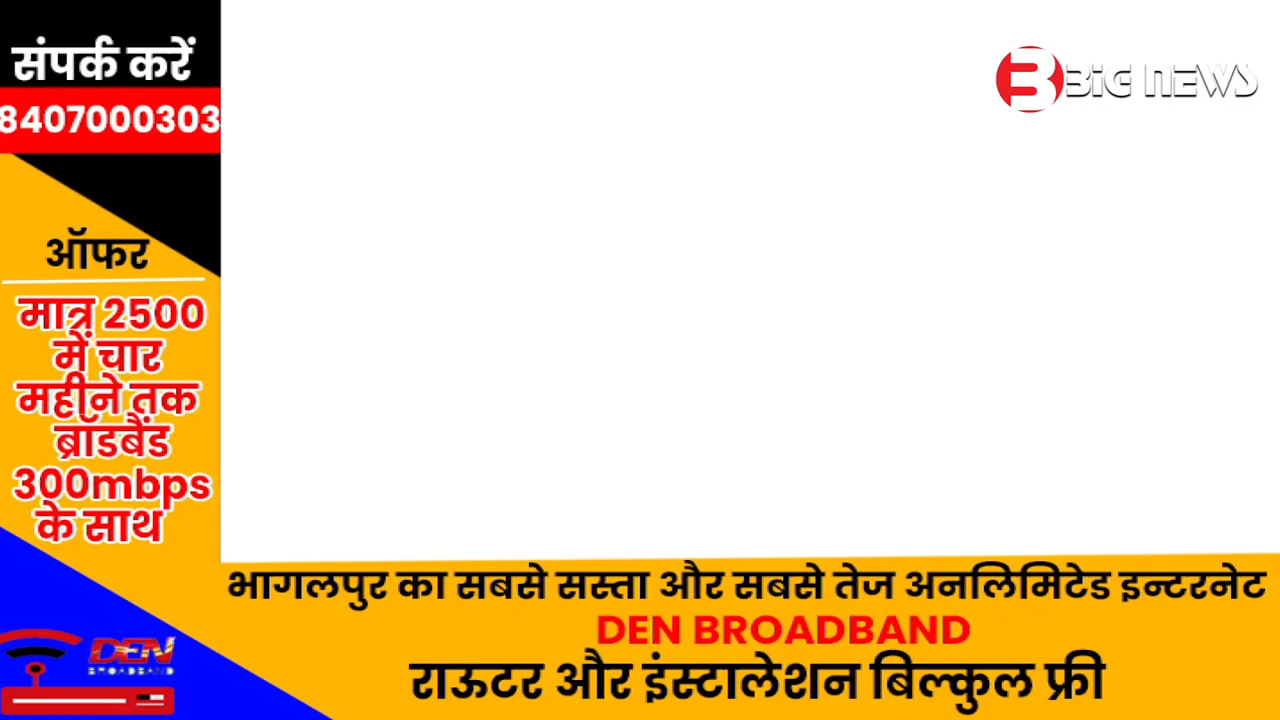 संपर्क करें
8407000303
BIG NEWS
ऑफर
मात्र 2500
में चार
महीने तक
ब्रॉडबैंड
300mbps
के साथ
भागलपुर का सबसे सस्ता और सबसे तेज अनलिमिटेड इन्टरनेट
DEN BROADBAND
राऊटर और इंस्टालेशन बिल्कुल फ्री
DEN
BROADBAND